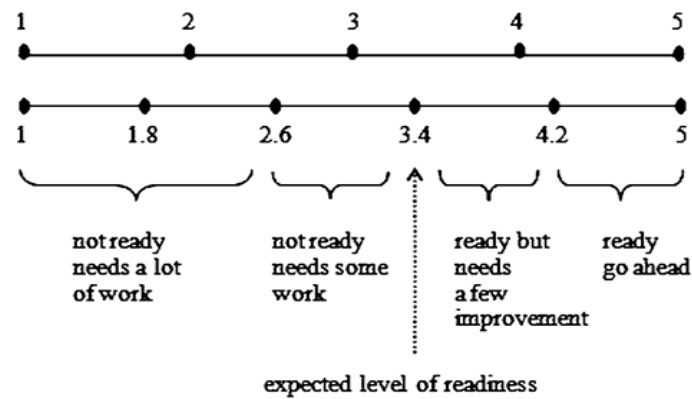 1 2 3 4 5
1 1.8 2.6 3.4 4.2 5
not ready
needs a lot
of work
not ready
needs some
work
ready but
needs
a few
improvement
ready
go ahead
expected level of readiness